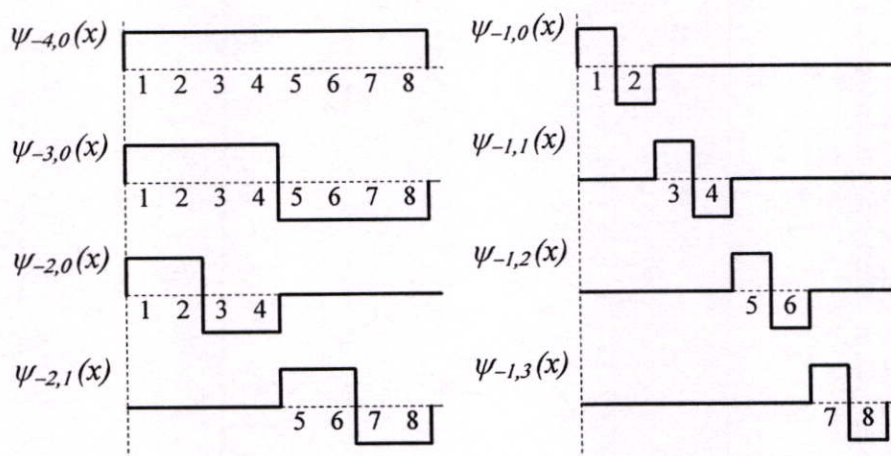 ψ₋₄,₀(x)
1 2 3 4 5 6 7 8
ψ₋₃,₀(x)
1 2 3 4 5 6 7 8
ψ₋₂,₀(x)
1 2 3 4
ψ₋₂,₁(x)
5 6 7 8
ψ₋₁,₀(x)
1 2
ψ₋₁,₁(x)
3 4
ψ₋₁,₂(x)
5 6
ψ₋₁,₃(x)
7 8